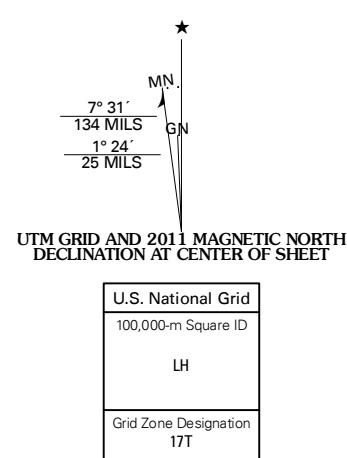 ★
MN
7° 31´
134 MILS
GN
1° 24´
25 MILS
UTM GRID AND 2011 MAGNETIC NORTH
DECLINATION AT CENTER OF SHEET
U.S. National Grid
100,000-m Square ID
LH
Grid Zone Designation
17T